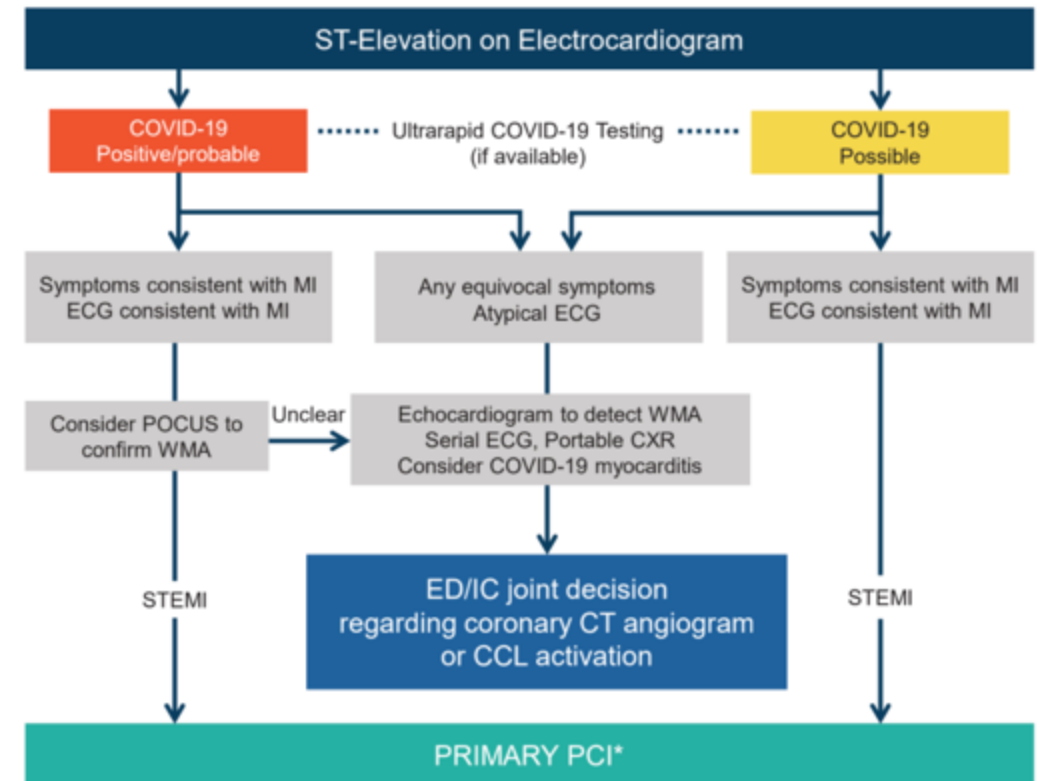 ST-Elevation on Electrocardiogram
COVID-19
Positive/probable
Ultrarapid COVID-19 Testing
(if available)
COVID-19
Possible
Symptoms consistent with MI
ECG consistent with MI
Any equivocal symptoms
Atypical ECG
Symptoms consistent with MI
ECG consistent with MI
Consider POCUS to
confirm WMA
Unclear
Echocardiogram to detect WMA
Serial ECG, Portable CXR
Consider COVID-19 myocarditis
STEMI
ED/IC joint decision
regarding coronary CT angiogram
or CCL activation
STEMI
PRIMARY PCI*